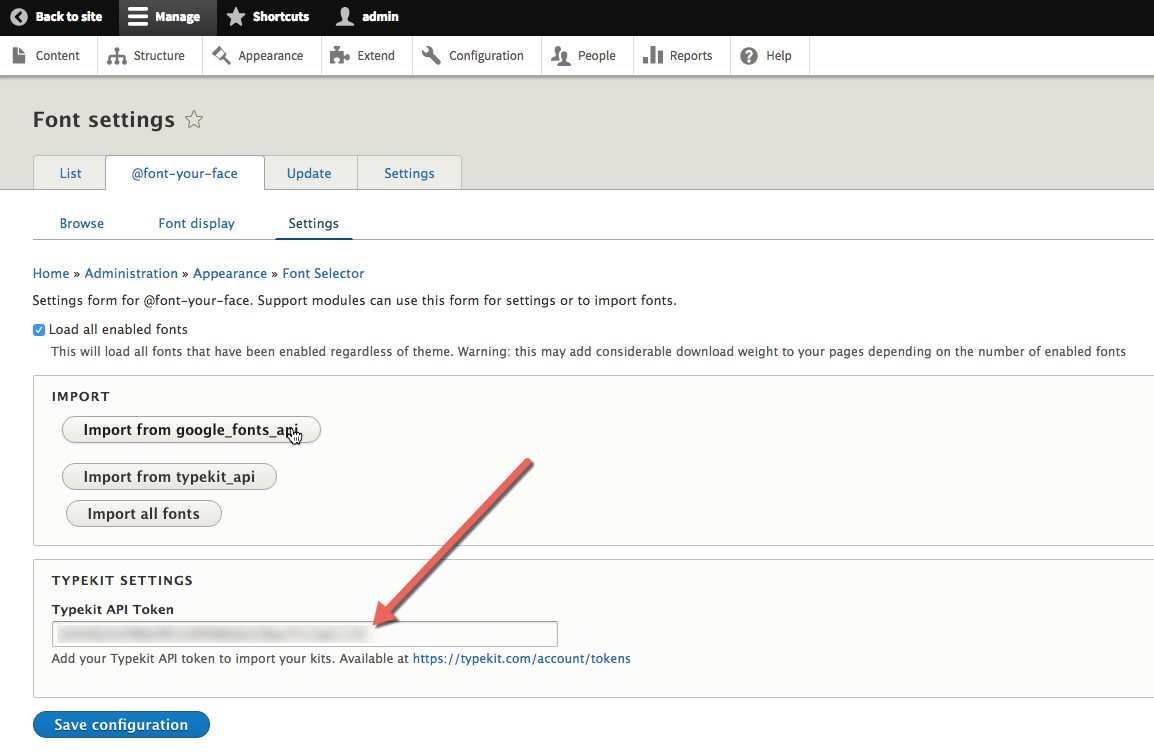 Back to site Manage Shortcuts admin
Content Structure Appearance Extend Configuration People Reports Help
Font settings
List @font-your-face Update Settings
Browse Font display Settings
Home » Administration » Appearance » Font Selector
Settings form for @font-your-face. Support modules can use this form for settings or to import fonts.
Load all enabled fonts
This will load all fonts that have been enabled regardless of theme. Warning: this may add considerable download weight to your pages depending on the number of enabled fonts
IMPORT
Import from google_fonts_api
Import from typekit_api
Import all fonts
TYPEKIT SETTINGS
Typekit API Token
Add your Typekit API token to import your kits. Available at https://typekit.com/account/tokens
Save configuration